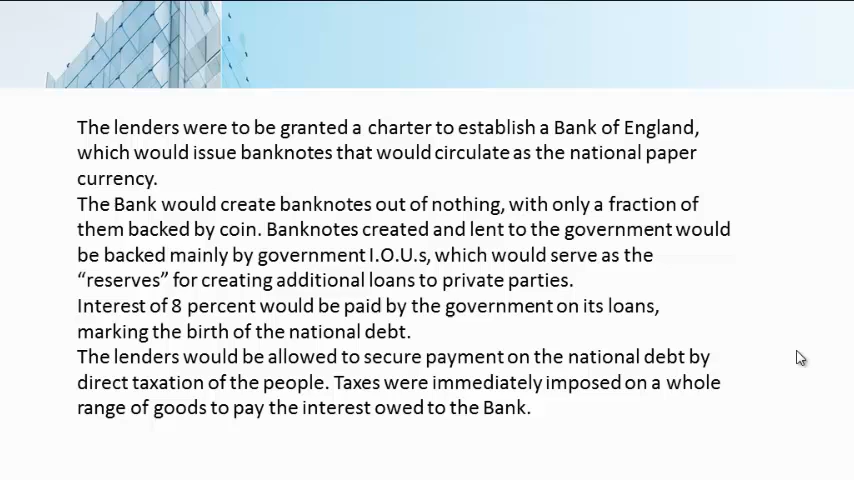 The lenders were to be granted a charter to establish a Bank of England,
which would issue banknotes that would circulate as the national paper
currency.
The Bank would create banknotes out of nothing, with only a fraction of
them backed by coin. Banknotes created and lent to the government would
be backed mainly by government I.O.U.s, which would serve as the
“reserves” for creating additional loans to private parties.
Interest of 8 percent would be paid by the government on its loans,
marking the birth of the national debt.
The lenders would be allowed to secure payment on the national debt by
direct taxation of the people. Taxes were immediately imposed on a whole
range of goods to pay the interest owed to the Bank.